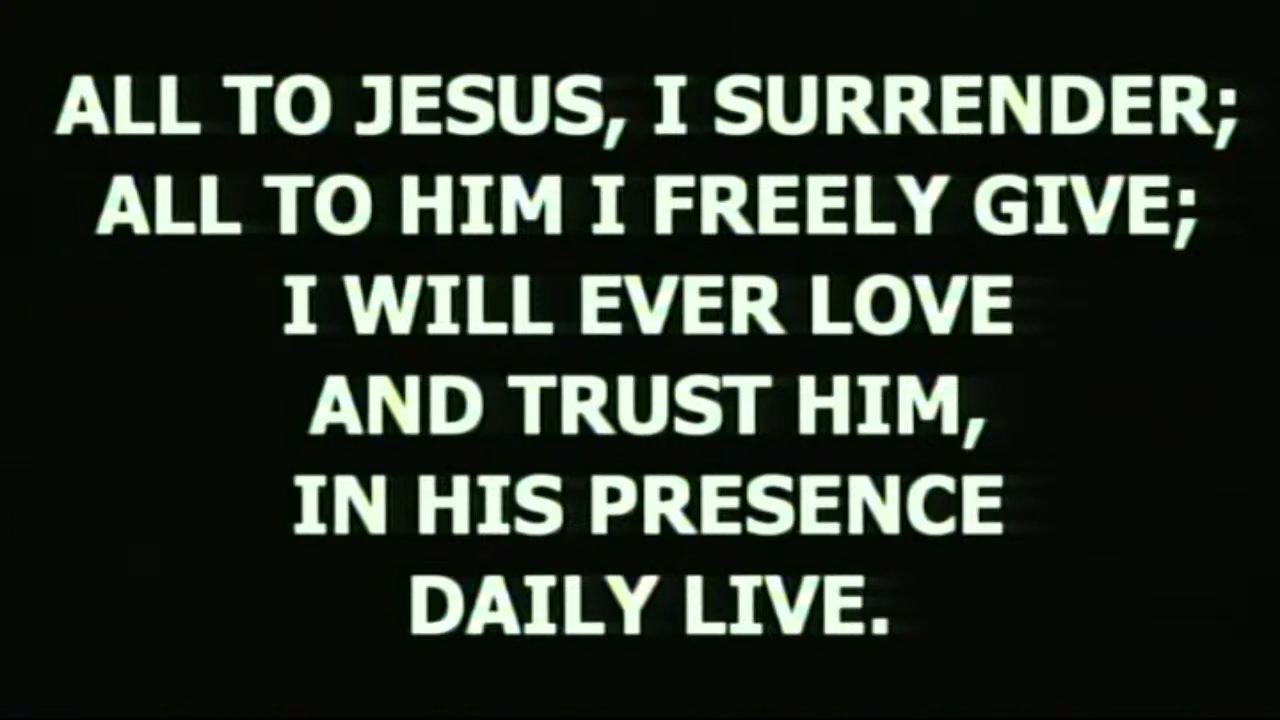 ALL TO JESUS, I SURRENDER;
ALL TO HIM I FREELY GIVE;
I WILL EVER LOVE
AND TRUST HIM,
IN HIS PRESENCE
DAILY LIVE.